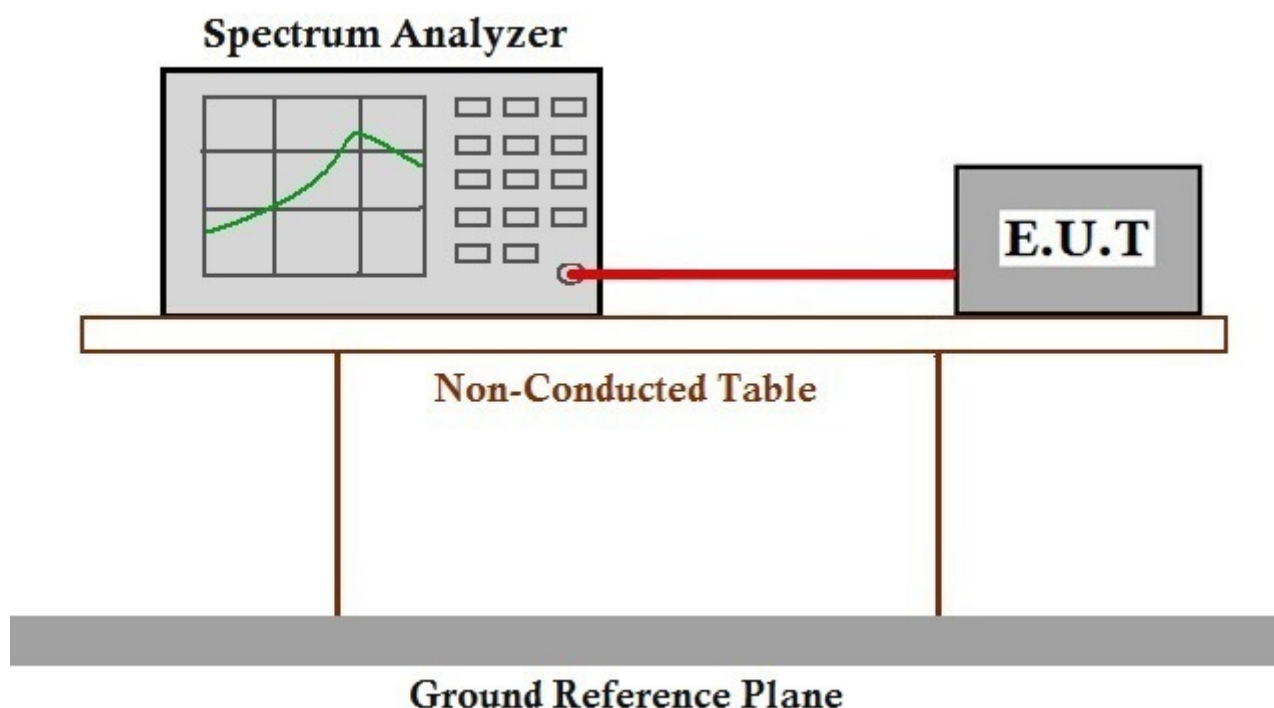 Spectrum Analyzer
E.U.T
Non-Conducted Table
Ground Reference Plane